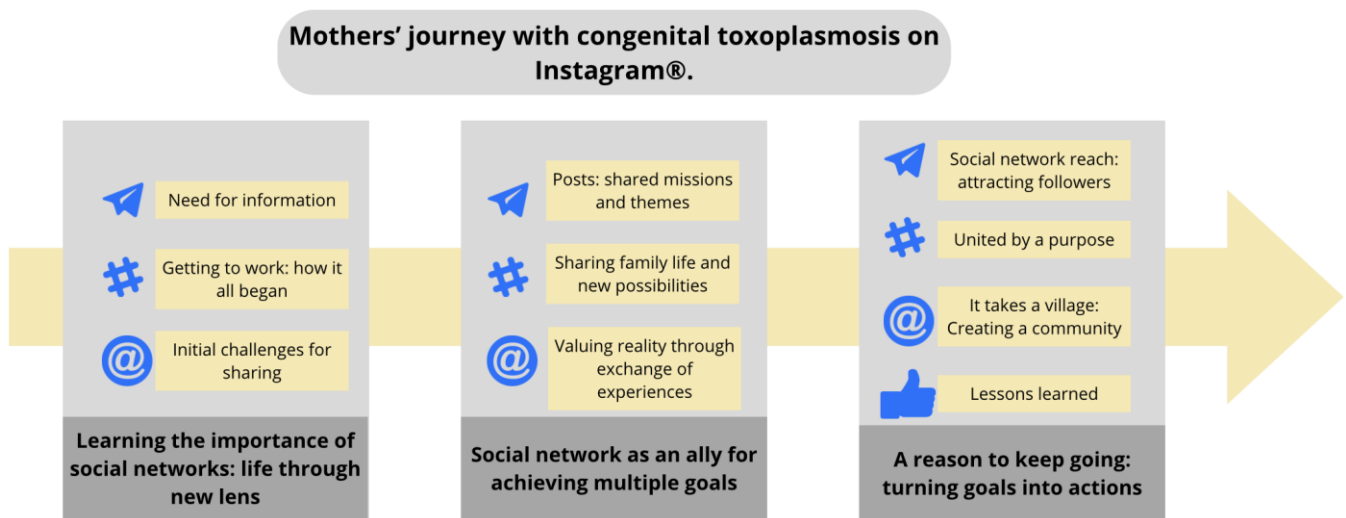 Mothers’ journey with congenital toxoplasmosis on
Instagram®.
Need for information
Getting to work: how it
all began
@
Initial challenges for
sharing
Learning the importance of
social networks: life through
new lens
Posts: shared missions
and themes
Sharing family life and
new possibilities
@
Valuing reality through
exchange of
experiences
Social network as an ally for
achieving multiple goals
Social network reach:
attracting followers
United by a purpose
@
It takes a village:
Creating a community
Lessons learned
A reason to keep going:
turning goals into actions